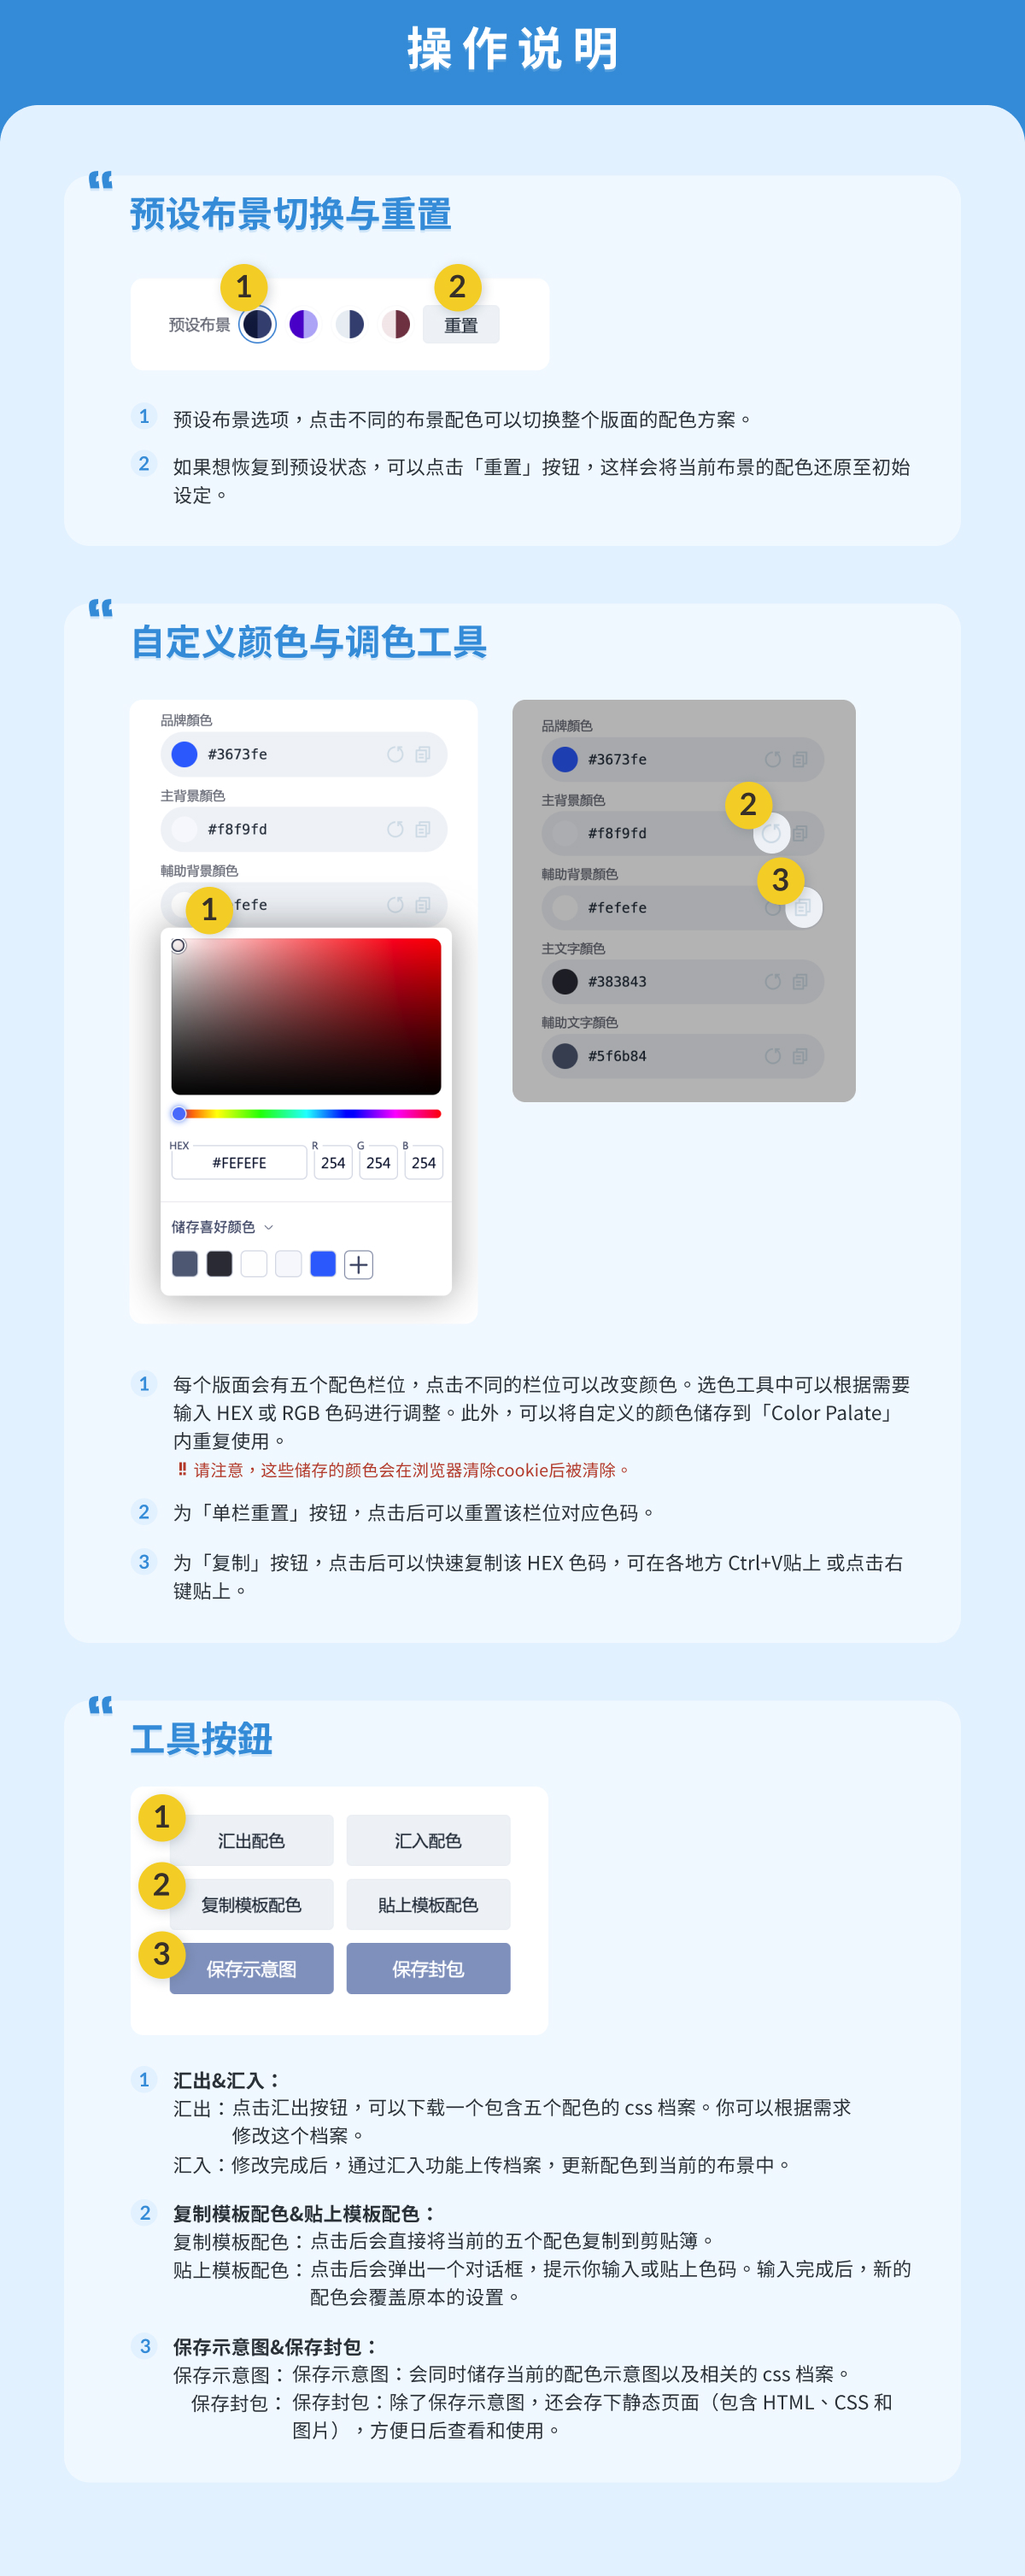 操作说明
“
预设布景切换与重置
1
2
预设布景
重置
1 预设布景选项，点击不同的布景配色可以切换整个版面的配色方案。
2 如果想恢复到预设状态，可以点击「重置」按钮，这样会将当前布景的配色还原至初始
设定。
“
自定义颜色与调色工具
品牌顏色
#3673fe
主背景顏色
#f8f9fd
輔助背景顏色
1
fefe
HEX
R
G
B
#FEFEFE
254
254
254
储存喜好颜色
品牌顏色
#3673fe
主背景顏色
2
#f8f9fd
輔助背景顏色
3
#fefefe
主文字顏色
#383843
輔助文字顏色
#5f6b84
1 每个版面会有五个配色栏位，点击不同的栏位可以改变颜色。选色工具中可以根据需要
输入 HEX 或 RGB 色码进行调整。此外，可以将自定义的颜色储存到「Color Palate」
内重复使用。
‼ 请注意，这些储存的颜色会在浏览器清除cookie后被清除。
2 为「单栏重置」按钮，点击后可以重置该栏位对应色码。
3 为「复制」按钮，点击后可以快速复制该 HEX 色码，可在各地方 Ctrl+V贴上 或点击右
键贴上。
“
工具按鈕
1
汇出配色
汇入配色
2
复制模板配色
貼上模板配色
3
保存示意图
保存封包
1 汇出&汇入：
汇出：点击汇出按钮，可以下载一个包含五个配色的 css 档案。你可以根据需求
修改这个档案。
汇入：修改完成后，通过汇入功能上传档案，更新配色到当前的布景中。
2 复制模板配色&贴上模板配色：
复制模板配色：点击后会直接将当前的五个配色复制到剪贴簿。
贴上模板配色：点击后会弹出一个对话框，提示你输入或贴上色码。输入完成后，新的
配色会覆盖原本的设置。
3 保存示意图&保存封包：
保存示意图：保存示意图：会同时储存当前的配色示意图以及相关的 css 档案。
保存封包：保存封包：除了保存示意图，还会存下静态页面（包含 HTML、CSS 和
图片），方便日后查看和使用。